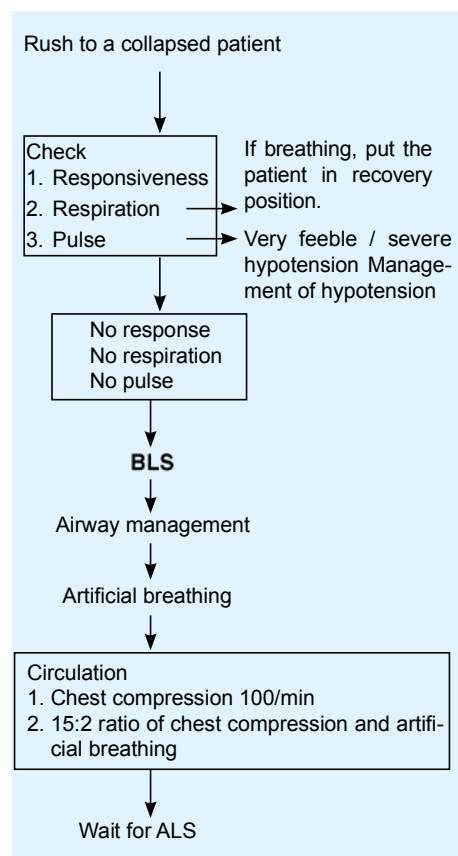 Rush to a collapsed patient
Check
1. Responsiveness
2. Respiration
3. Pulse
If breathing, put the
patient in recovery
position.
Very feeble / severe
hypotension Manage-
ment of hypotension
No response
No respiration
No pulse
BLS
Airway management
Artificial breathing
Circulation
1. Chest compression 100/min
2. 15:2 ratio of chest compression and artifi-
cial breathing
Wait for ALS